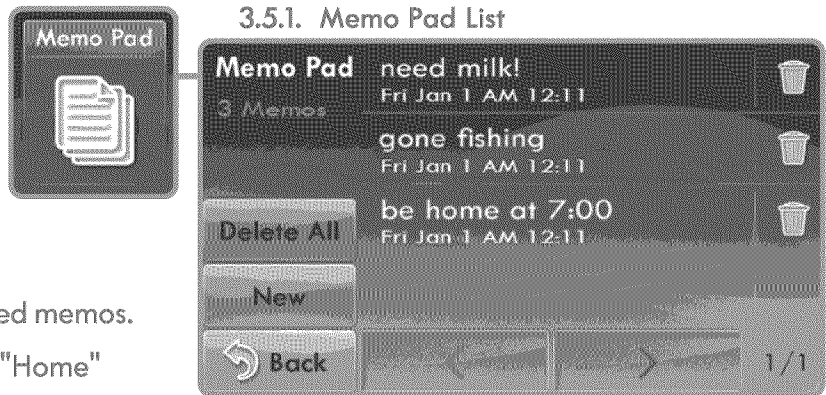 3.5.1. Memo Pad List
Memo Pad
Memo Pad
3 Memos
need milk!
Fri Jan 1 AM 12:11
gone fishing
Fri Jan 1 AM 12:11
be home at 7:00
Fri Jan 1 AM 12:11
Delete All
New
Back
1/1
ed memos.
"Home"